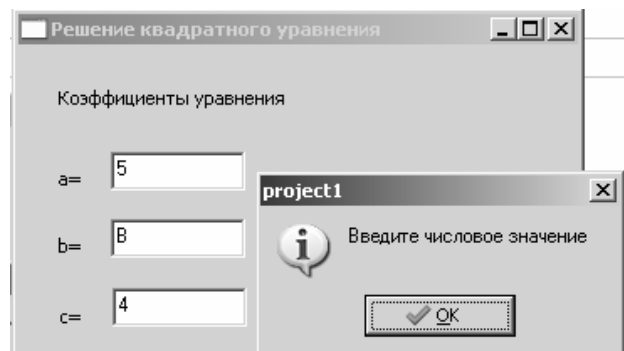 Решение квадратного уравнения
Коэффициенты уравнения
a= 5
b= B
c= 4
project1
Введите числовое значение
OK